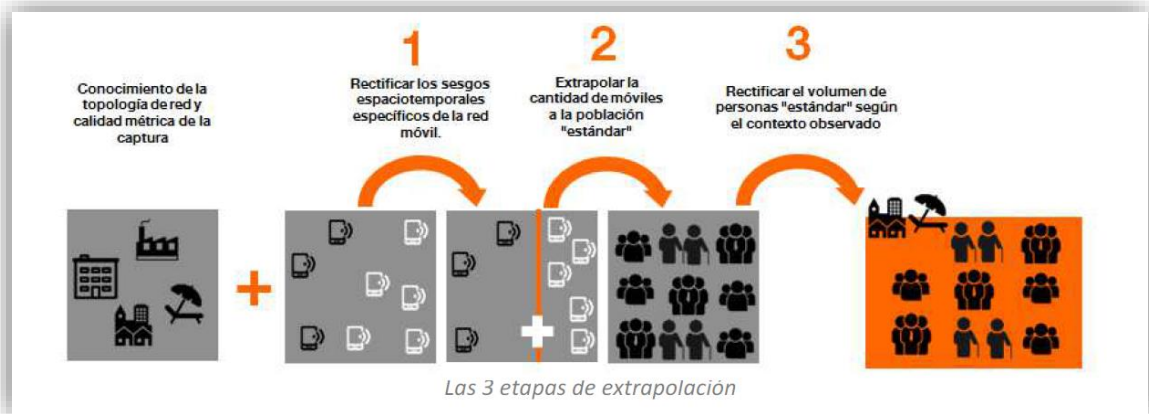 1
2
3
Conocimiento de la
topología de red y
calidad métrica de la
captura
Rectificar los sesgos
espaciotemporales
específicos de la red
móvil.
Extrapolar la
cantidad de móviles
a la población
"estándar"
Rectificar el volumen de
personas "estándar" según
el contexto observado
+
Las 3 etapas de extrapolación